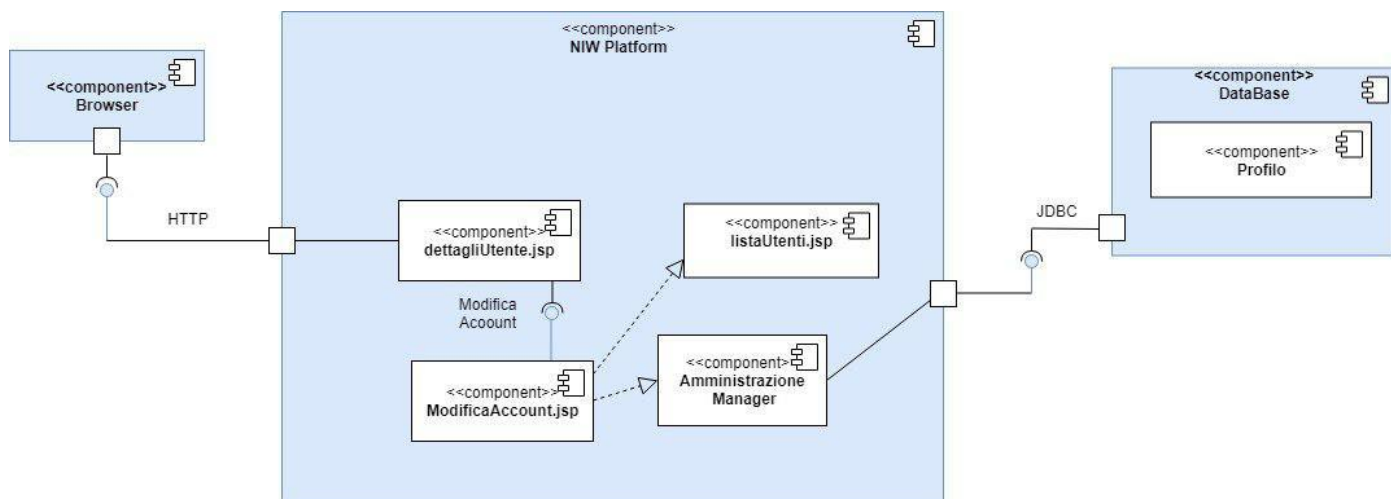 <<component>>
NIW Platform
<<component>>
Browser
<<component>>
DataBase
<<component>>
Profilo
HTTP
JDBC
<<component>>
dettagliUtente.jsp
<<component>>
listaUtenti.jsp
Modifica
Acoount
<<component>>
ModificaAccount.jsp
<<component>>
Amministrazione
Manager